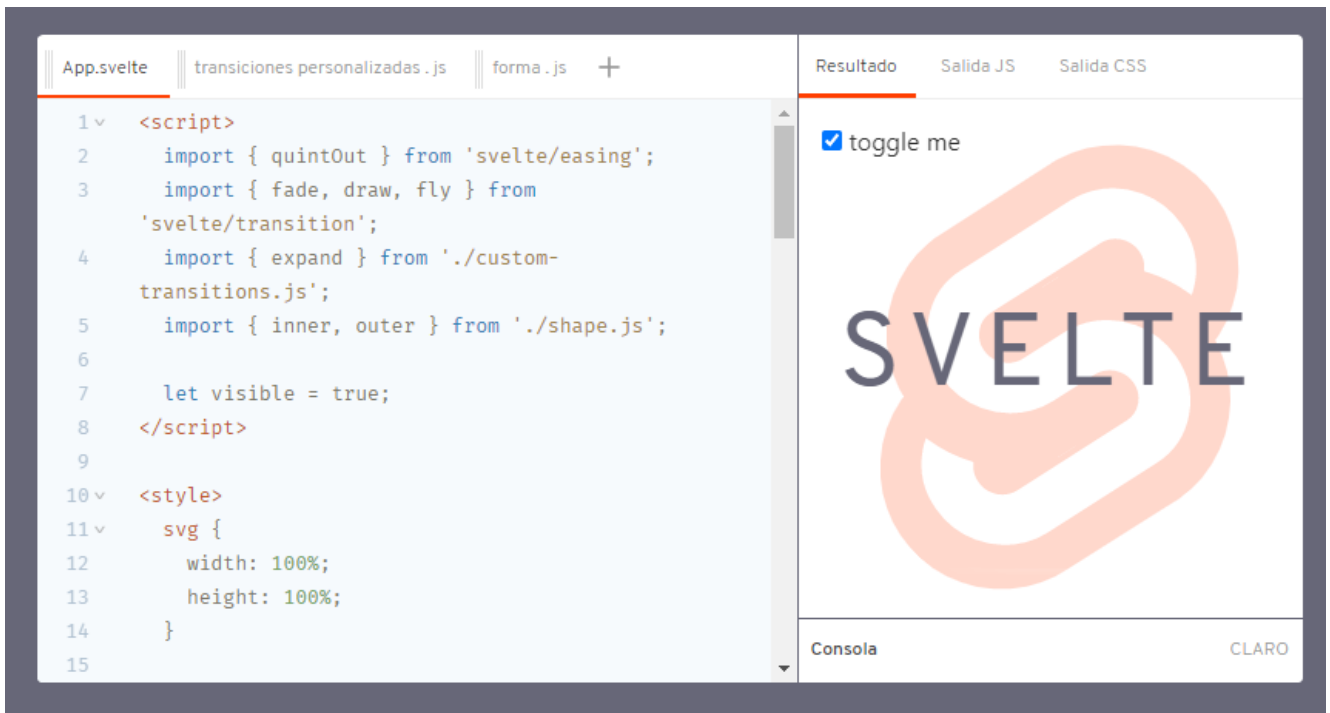 App.svelte transiciones personalizadas . js forma . js +
1 <script>
2 import { quintOut } from 'svelte/easing';
3 import { fade, draw, fly } from
'svelte/transition';
4 import { expand } from './custom-
transitions.js';
5 import { inner, outer } from './shape.js';
6
7 let visible = true;
8 </script>
9
10 <style>
11 svg {
12 width: 100%;
13 height: 100%;
14 }
15
Resultado Salida JS Salida CSS
toggle me
SVELTE
Consola CLARO